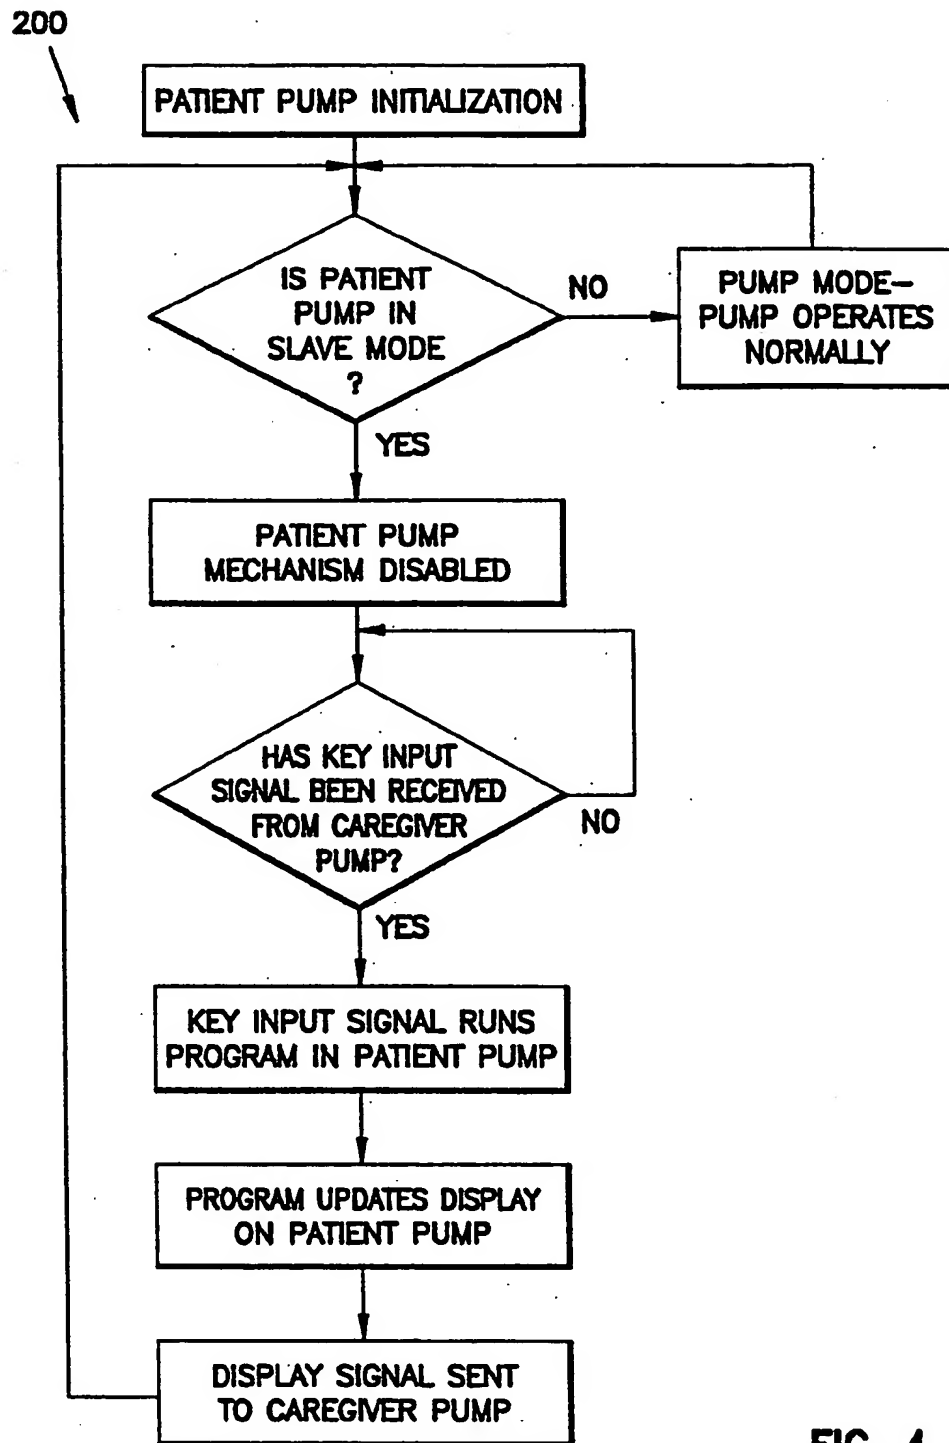 200
PATIENT PUMP INITIALIZATION
IS PATIENT
PUMP IN
SLAVE MODE
?
NO
PUMP MODE—
PUMP OPERATES
NORMALLY
YES
PATIENT PUMP
MECHANISM DISABLED
HAS KEY INPUT
SIGNAL BEEN RECEIVED
FROM CAREGIVER
PUMP?
NO
YES
KEY INPUT SIGNAL RUNS
PROGRAM IN PATIENT PUMP
PROGRAM UPDATES DISPLAY
ON PATIENT PUMP
DISPLAY SIGNAL SENT
TO CAREGIVER PUMP